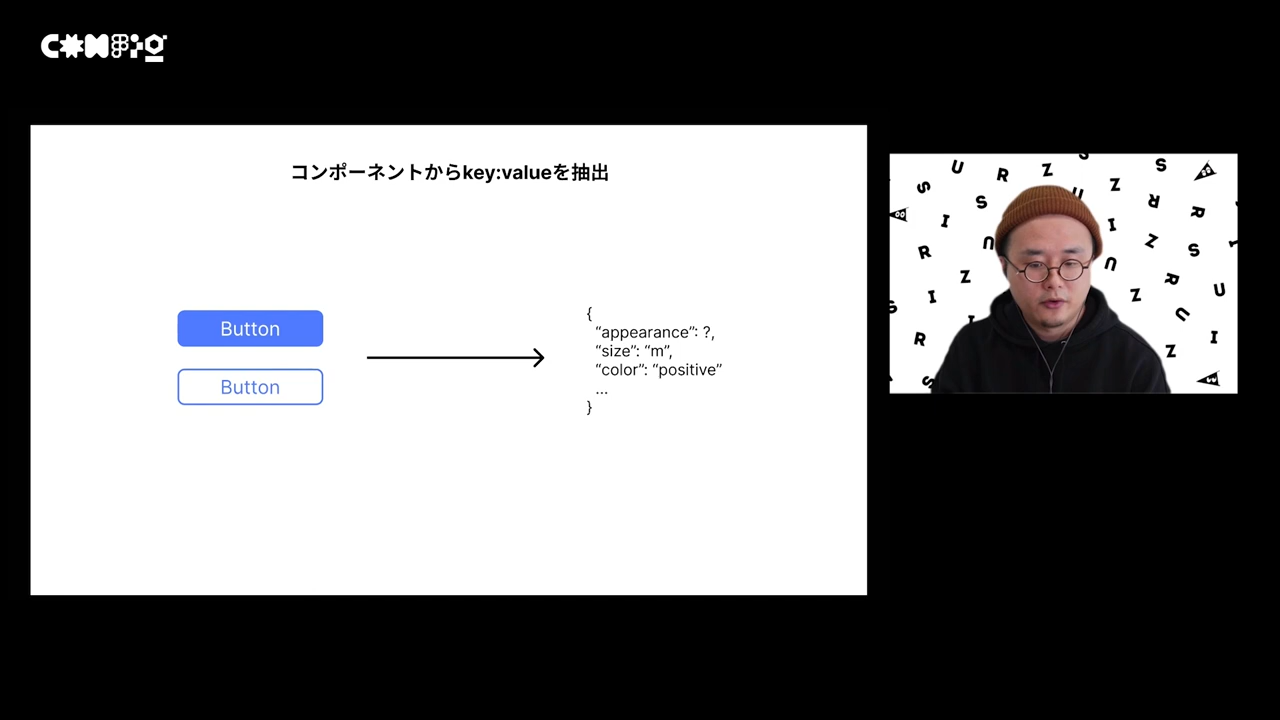 CONFIG
コンポーネントからkey:valueを抽出
Button
Button
{
“appearance”: ?,
“size”: “m”,
“color”: “positive”
...
}